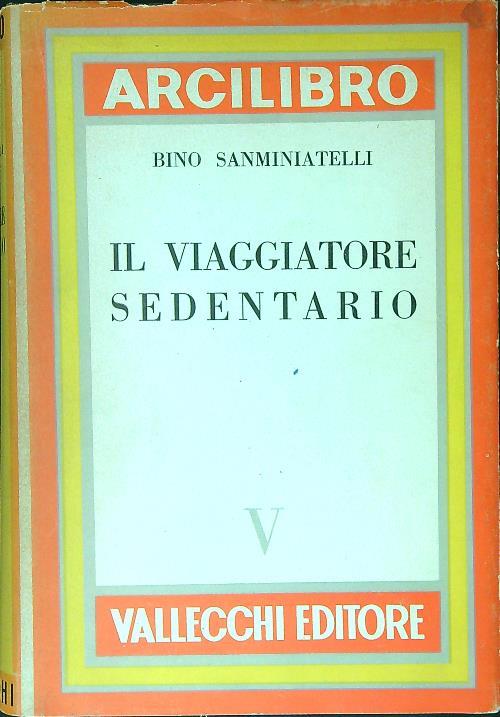 ARCILIBRO
BINO SANMINIATELLI
IL VIAGGIATORE
SEDENTARIO
V
VALLECCHI EDITORE